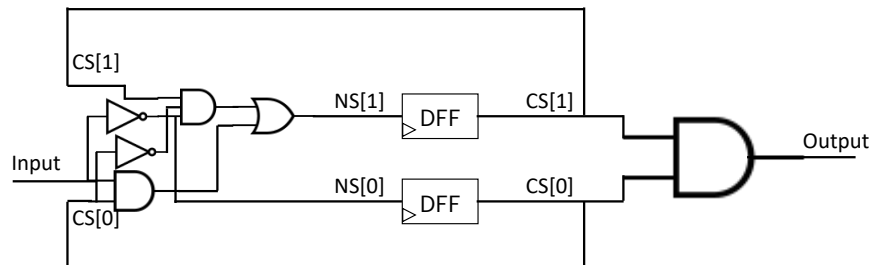 CS[1]
NS[1]
DFF
CS[1]
Input
Output
NS[0]
DFF
CS[0]
CS[0]